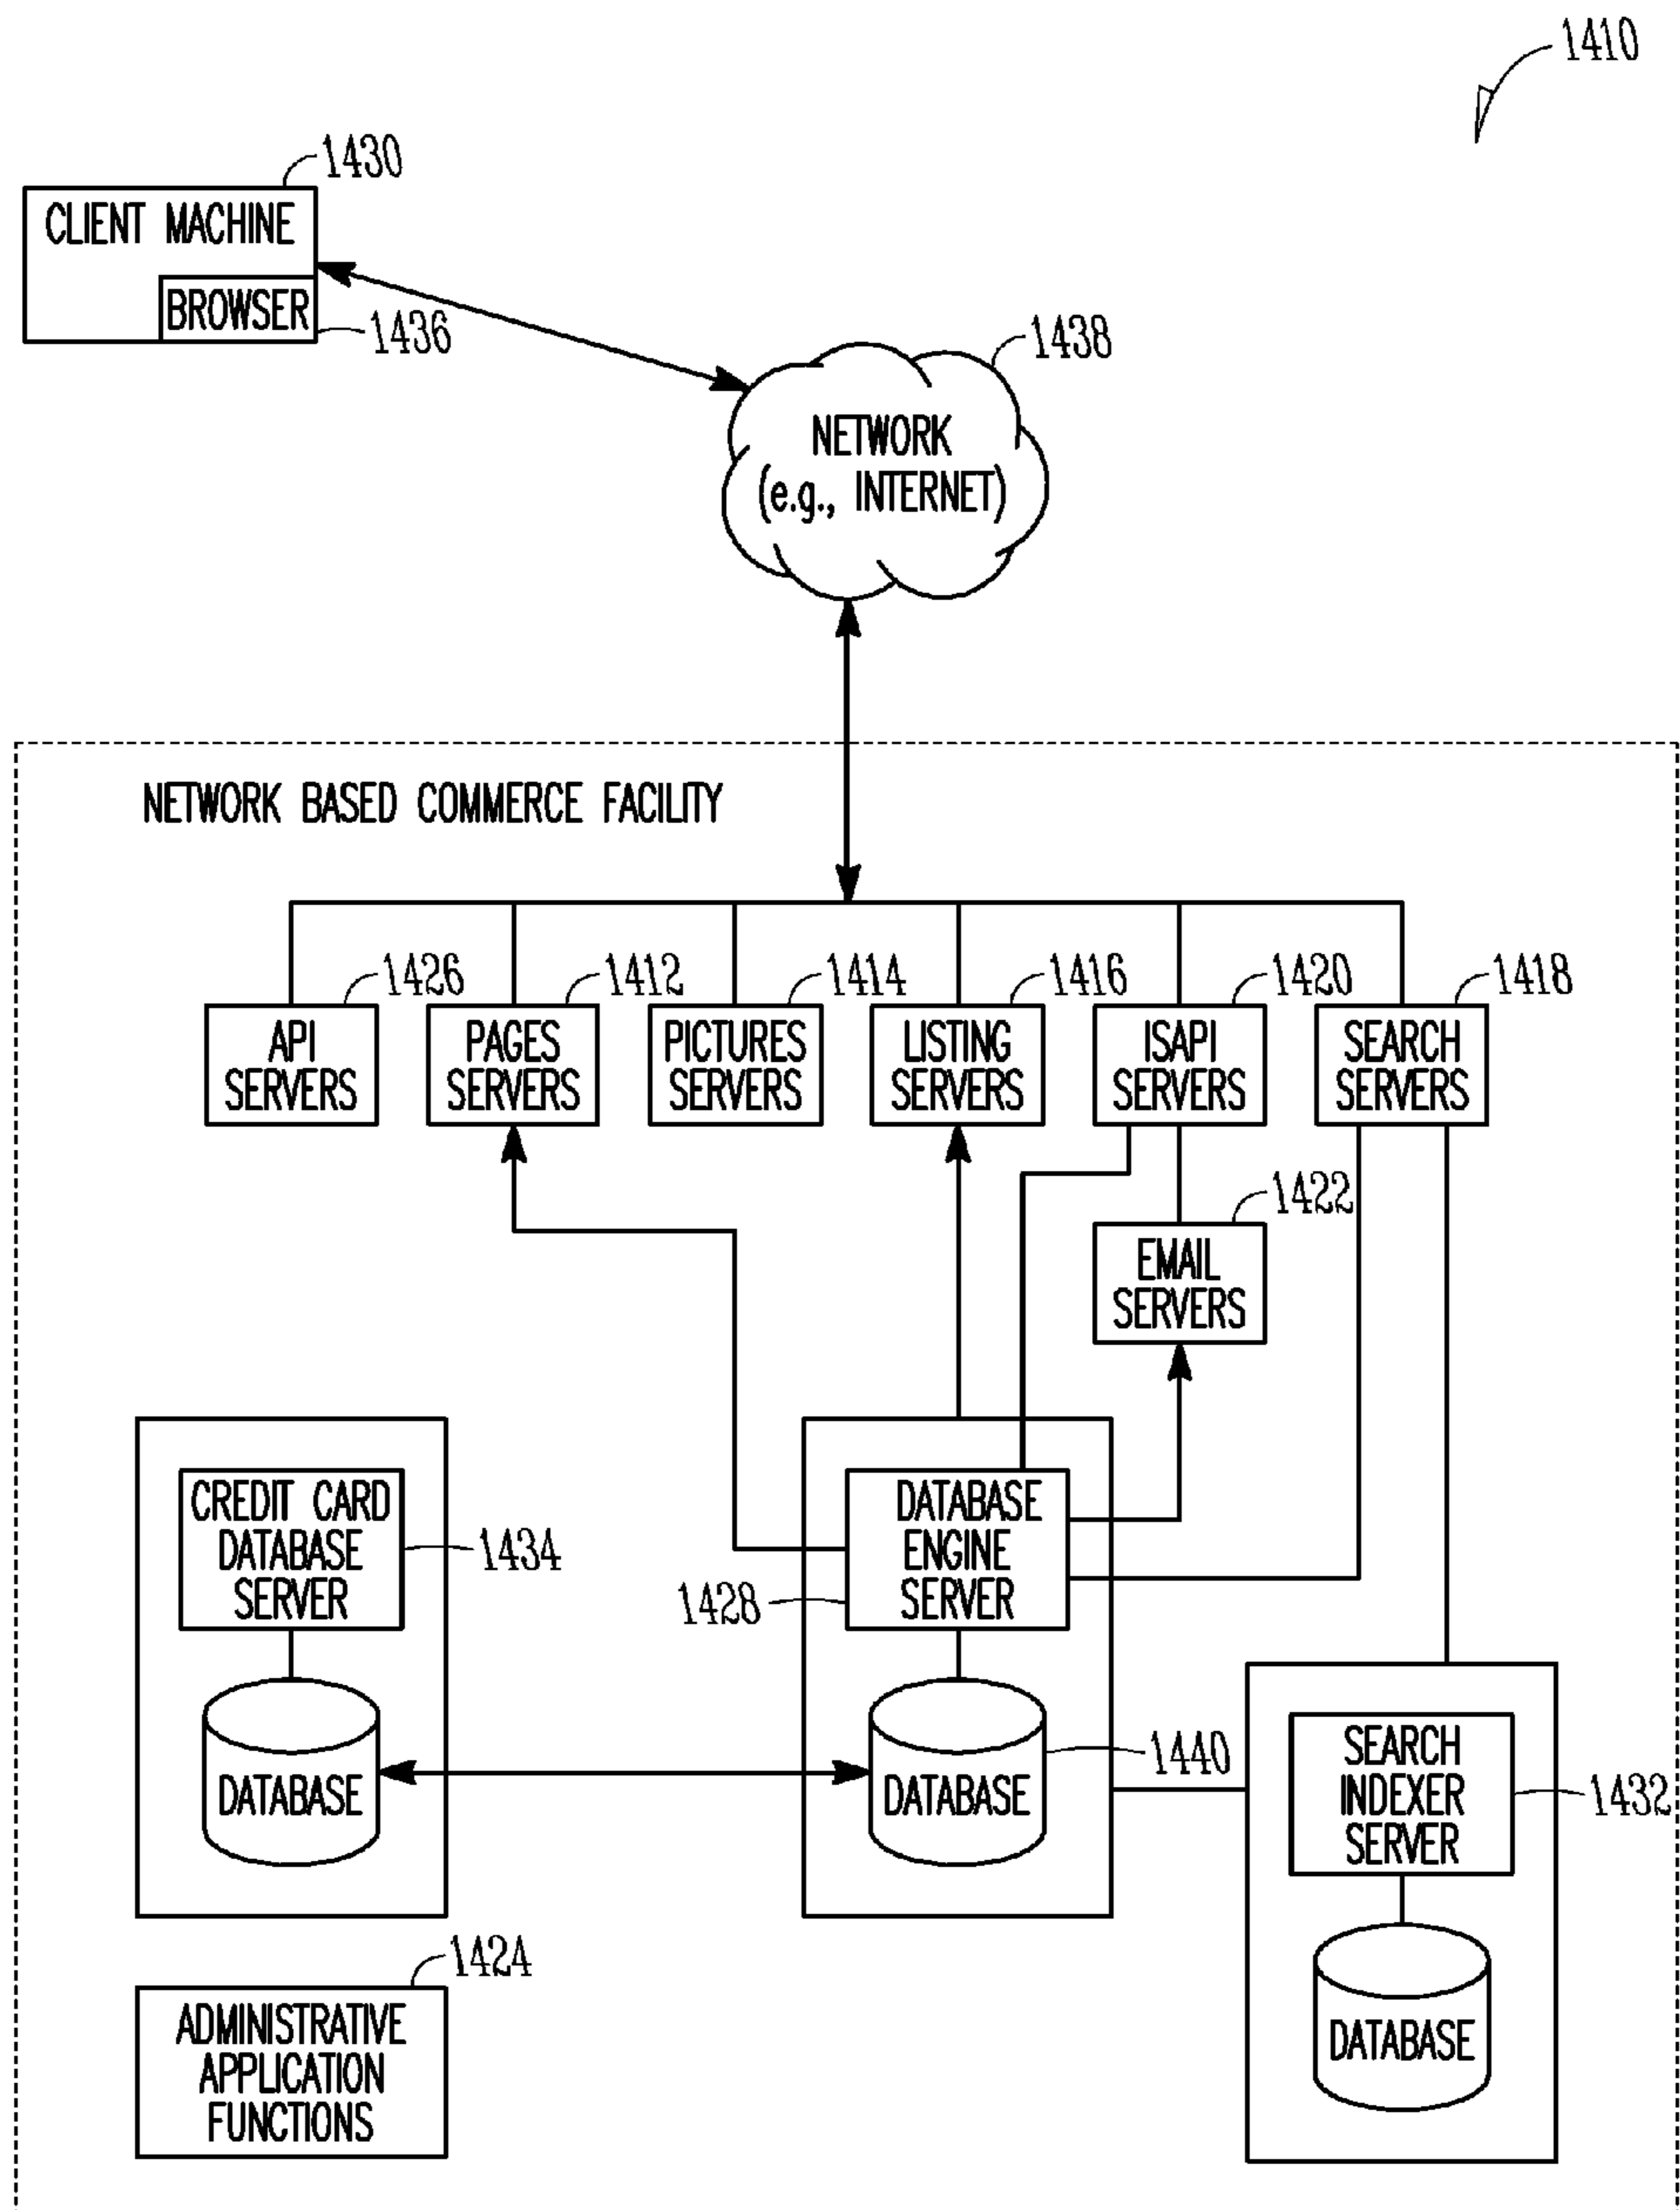 1410
1430
CLIENT MACHINE
BROWSER
1436
1438
NETWORK
(e.g., INTERNET)
NETWORK BASED COMMERCE FACILITY
1426
API
SERVERS
1412
PAGES
SERVERS
1414
PICTURES
SERVERS
1416
LISTING
SERVERS
1420
ISAPI
SERVERS
1418
SEARCH
SERVERS
1422
EMAIL
SERVERS
CREDIT CARD
DATABASE
SERVER
1434
DATABASE
DATABASE
ENGINE
SERVER
1428
DATABASE
1440
SEARCH
INDEXER
SERVER
1432
DATABASE
1424
ADMINISTRATIVE
APPLICATION
FUNCTIONS